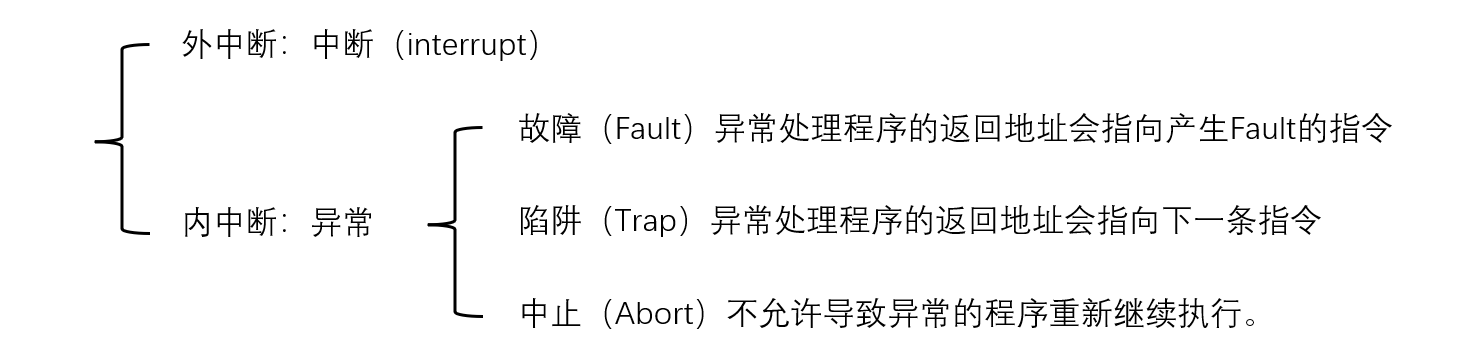 外中断：中断（interrupt）
故障（Fault）异常处理程序的返回地址会指向产生Fault的指令
内中断：异常
陷阱（Trap）异常处理程序的返回地址会指向下一条指令
中止（Abort）不允许导致异常的程序重新继续执行。